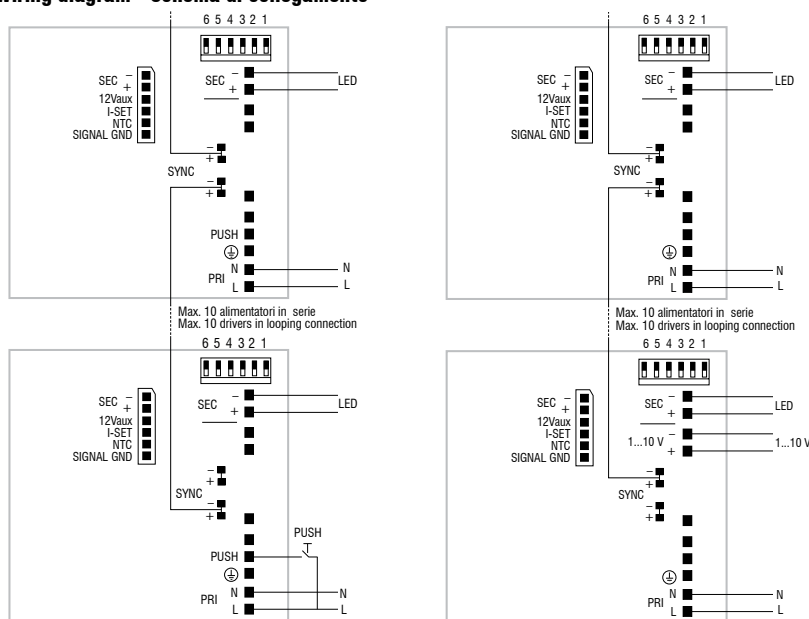 wiring diagram - Schema di collegamento
6 5 4 3 2 1
SEC – +
12Vaux
I-SET
NTC
SIGNAL GND
SEC – +
LED
– +
SYNC
– +
PUSH
N
PRI
L
N
L
6 5 4 3 2 1
SEC – +
12Vaux
I-SET
NTC
SIGNAL GND
SEC – +
LED
– +
SYNC
– +
N
PRI
L
N
L
Max. 10 alimentatori in serie
Max. 10 drivers in looping connection
6 5 4 3 2 1
SEC – +
12Vaux
I-SET
NTC
SIGNAL GND
SEC – +
LED
– +
SYNC
– +
PUSH
PUSH
N
PRI
L
N
L
Max. 10 alimentatori in serie
Max. 10 drivers in looping connection
6 5 4 3 2 1
SEC – +
12Vaux
I-SET
NTC
SIGNAL GND
SEC – +
LED
1...10 V – +
1...10 V
– +
SYNC
– +
N
PRI
L
N
L